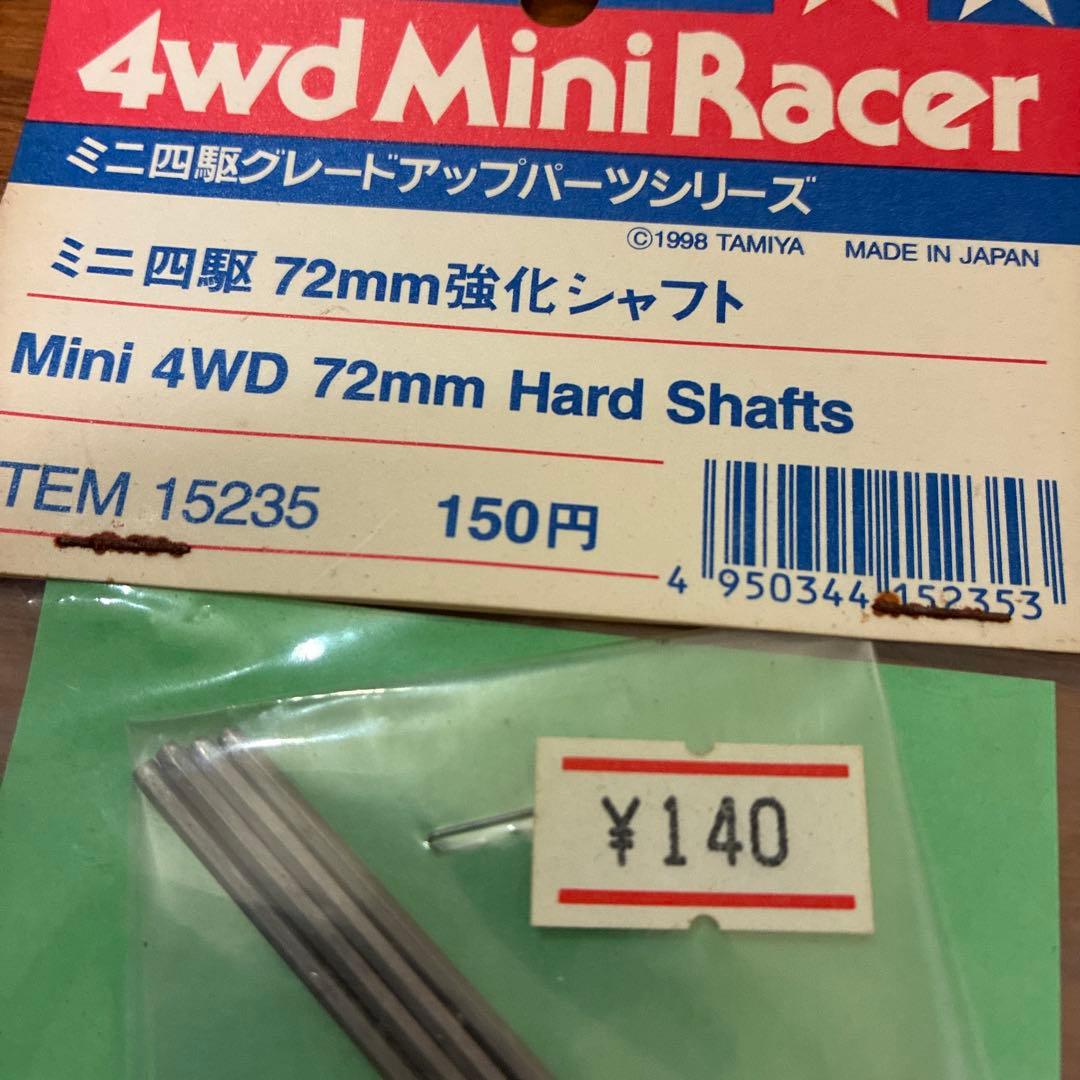 4wd Mini Racer
ミニ四駆グレードアップパーツシリーズ
©1998 TAMIYA MADE IN JAPAN
ミニ四駆 72mm強化シャフト
Mini 4WD 72mm Hard Shafts
TEM 15235 150円
4 950344 152353
¥140